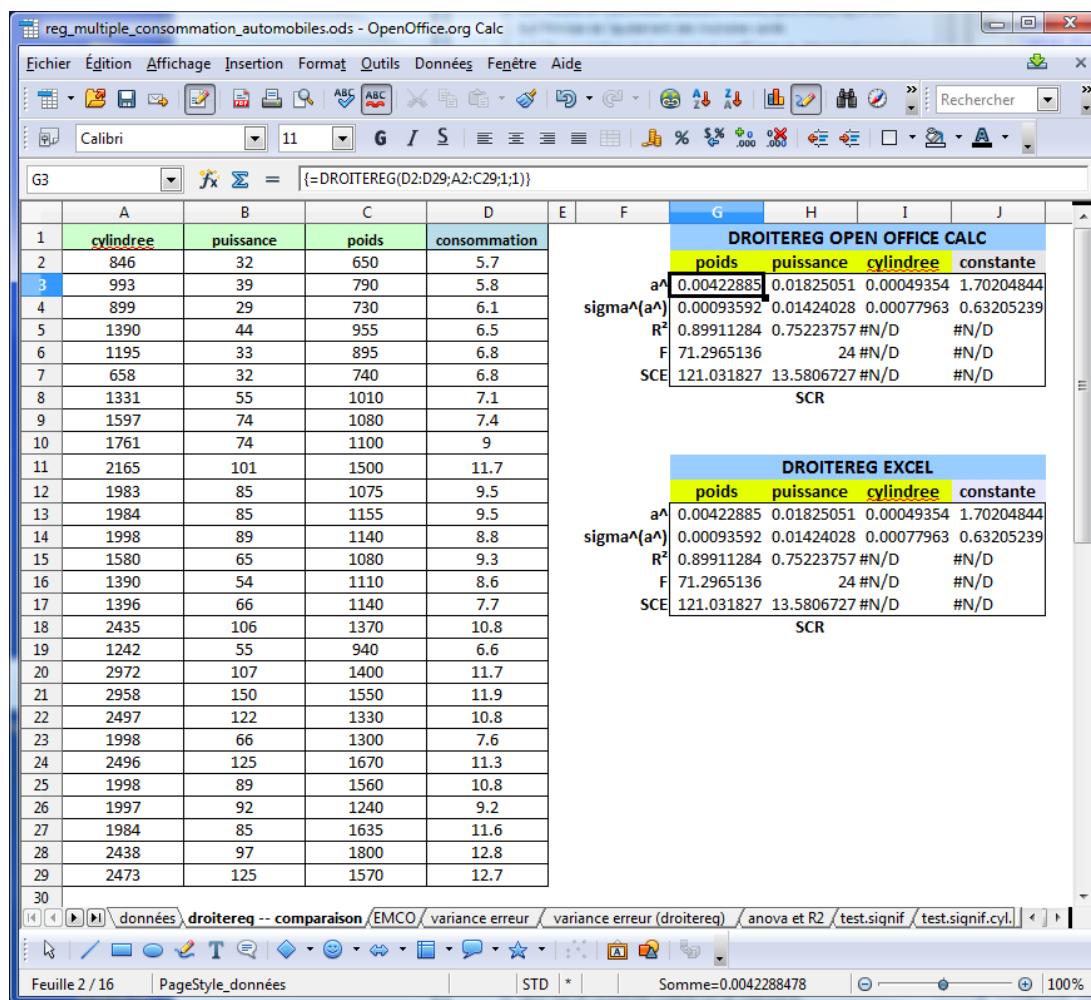 reg_multiple_consommation_automobiles.ods - OpenOffice.org Calc
Fichier Édition Affichage Insertion Format Outils Données Fenêtre Aide
Rechercher
Calibri 11 G I S
G3 {=DROITEREG(D2:D29;A2:C29;1;1)}
A B C D E F G H I J
1 cylindree puissance poids consommation DROITEREG OPEN OFFICE CALC
2 846 32 650 5.7 poids puissance cylindree constante
3 993 39 790 5.8 a^ 0.00422885 0.01825051 0.00049354 1.70204844
4 899 29 730 6.1 sigma^(a^) 0.00093592 0.01424028 0.00077963 0.63205239
5 1390 44 955 6.5 R² 0.89911284 0.75223757 #N/D #N/D
6 1195 33 895 6.8 F 71.2965136 24 #N/D #N/D
7 658 32 740 6.8 SCE 121.031827 13.5806727 #N/D #N/D
8 1331 55 1010 7.1 SCR
9 1597 74 1080 7.4
10 1761 74 1100 9
11 2165 101 1500 11.7 DROITEREG EXCEL
12 1983 85 1075 9.5 poids puissance cylindree constante
13 1984 85 1155 9.5 a^ 0.00422885 0.01825051 0.00049354 1.70204844
14 1998 89 1140 8.8 sigma^(a^) 0.00093592 0.01424028 0.00077963 0.63205239
15 1580 65 1080 9.3 R² 0.89911284 0.75223757 #N/D #N/D
16 1390 54 1110 8.6 F 71.2965136 24 #N/D #N/D
17 1396 66 1140 7.7 SCE 121.031827 13.5806727 #N/D #N/D
18 2435 106 1370 10.8 SCR
19 1242 55 940 6.6
20 2972 107 1400 11.7
21 2958 150 1550 11.9
22 2497 122 1330 10.8
23 1998 66 1300 7.6
24 2496 125 1670 11.3
25 1998 89 1560 10.8
26 1997 92 1240 9.2
27 1984 85 1635 11.6
28 2438 97 1800 12.8
29 2473 125 1570 12.7
30
données droitereg -- comparaison EMCO variance erreur variance erreur (droitereg) anova et R2 test.signif test.signif.cyl.
Feuille 2 / 16 PageStyle_données STD * Somme=0.0042288478 100%